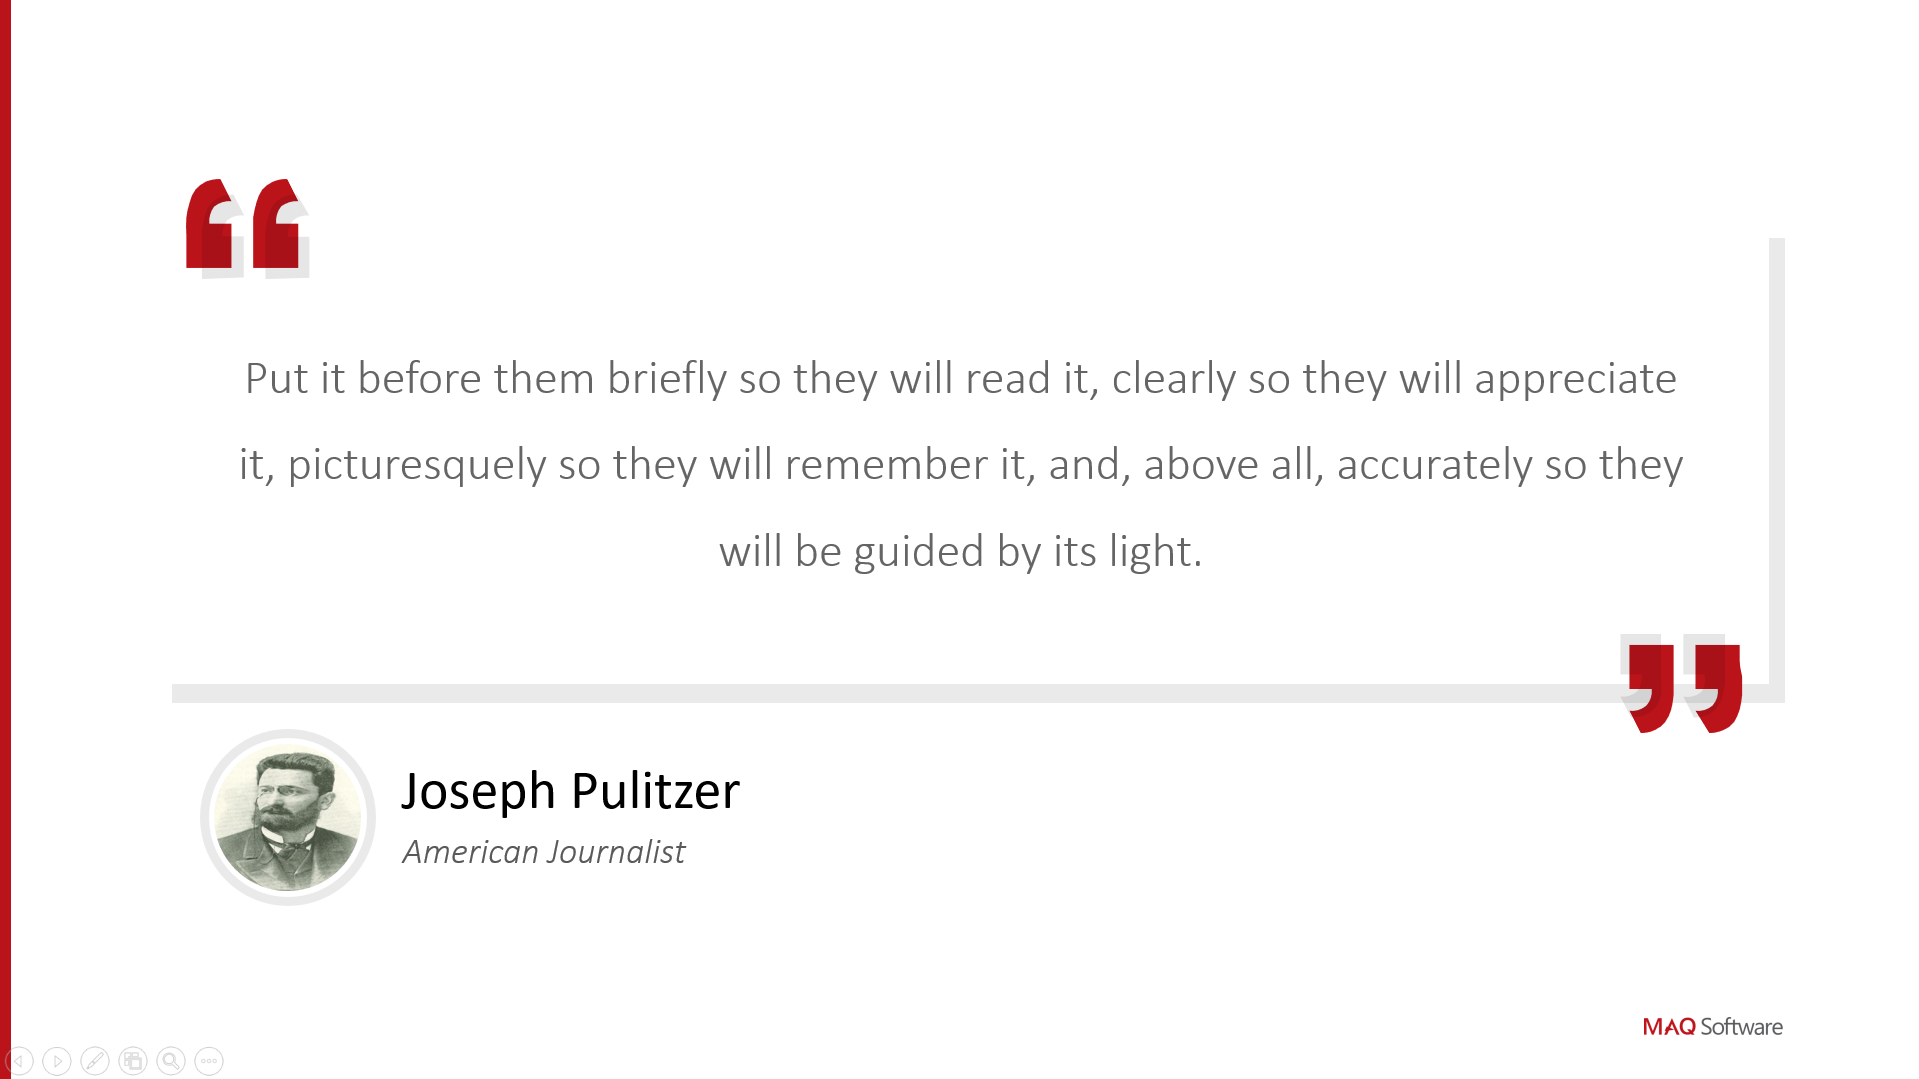 Put it before them briefly so they will read it, clearly so they will appreciate
it, picturesquely so they will remember it, and, above all, accurately so they
will be guided by its light.
Joseph Pulitzer
American Journalist
MAQ Software